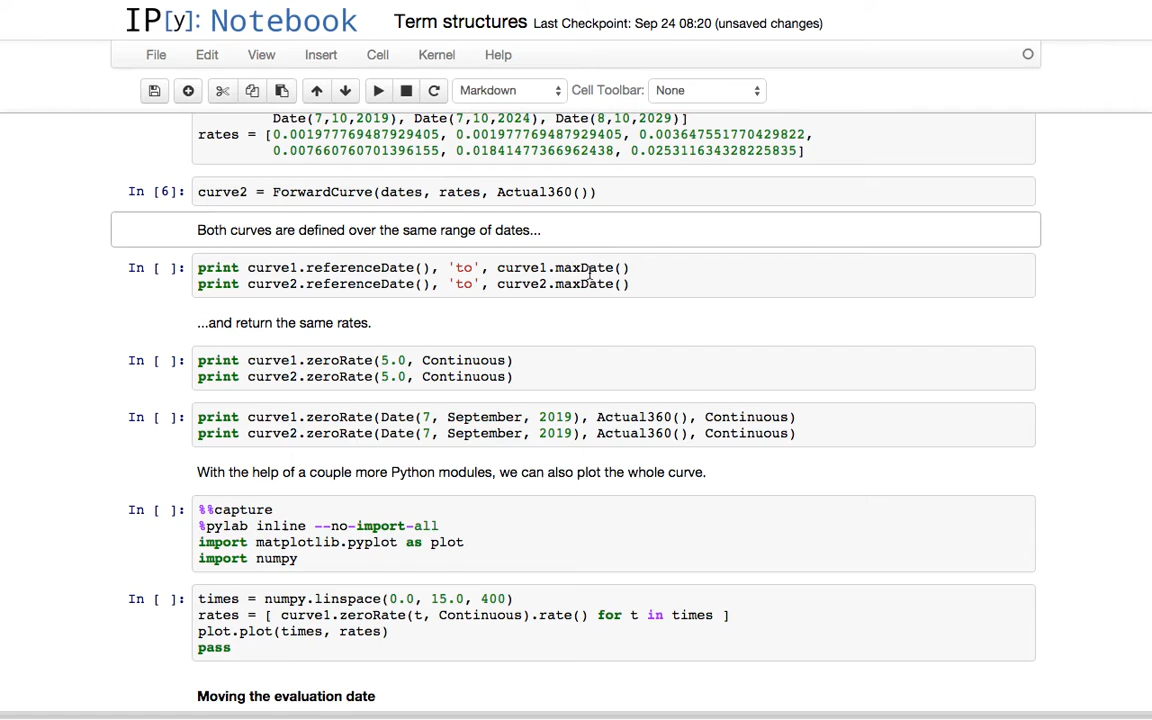 IP[y]: Notebook Term structures Last Checkpoint: Sep 24 08:20 (unsaved changes)
File Edit View Insert Cell Kernel Help
Markdown Cell Toolbar: None
Date(7,10,2019), Date(7,10,2024), Date(8,10,2029)]
rates = [0.001977769487929405, 0.001977769487929405, 0.003647551770429822,
0.007660760701396155, 0.01841477366962438, 0.025311634328225835]
In [6]: curve2 = ForwardCurve(dates, rates, Actual360())
Both curves are defined over the same range of dates...
In [ ]: print curve1.referenceDate(), 'to', curve1.maxDate()
print curve2.referenceDate(), 'to', curve2.maxDate()
...and return the same rates.
In [ ]: print curve1.zeroRate(5.0, Continuous)
print curve2.zeroRate(5.0, Continuous)
In [ ]: print curve1.zeroRate(Date(7, September, 2019), Actual360(), Continuous)
print curve2.zeroRate(Date(7, September, 2019), Actual360(), Continuous)
With the help of a couple more Python modules, we can also plot the whole curve.
In [ ]: %%capture
%pylab inline --no-import-all
import matplotlib.pyplot as plot
import numpy
In [ ]: times = numpy.linspace(0.0, 15.0, 400)
rates = [ curve1.zeroRate(t, Continuous).rate() for t in times ]
plot.plot(times, rates)
pass
Moving the evaluation date